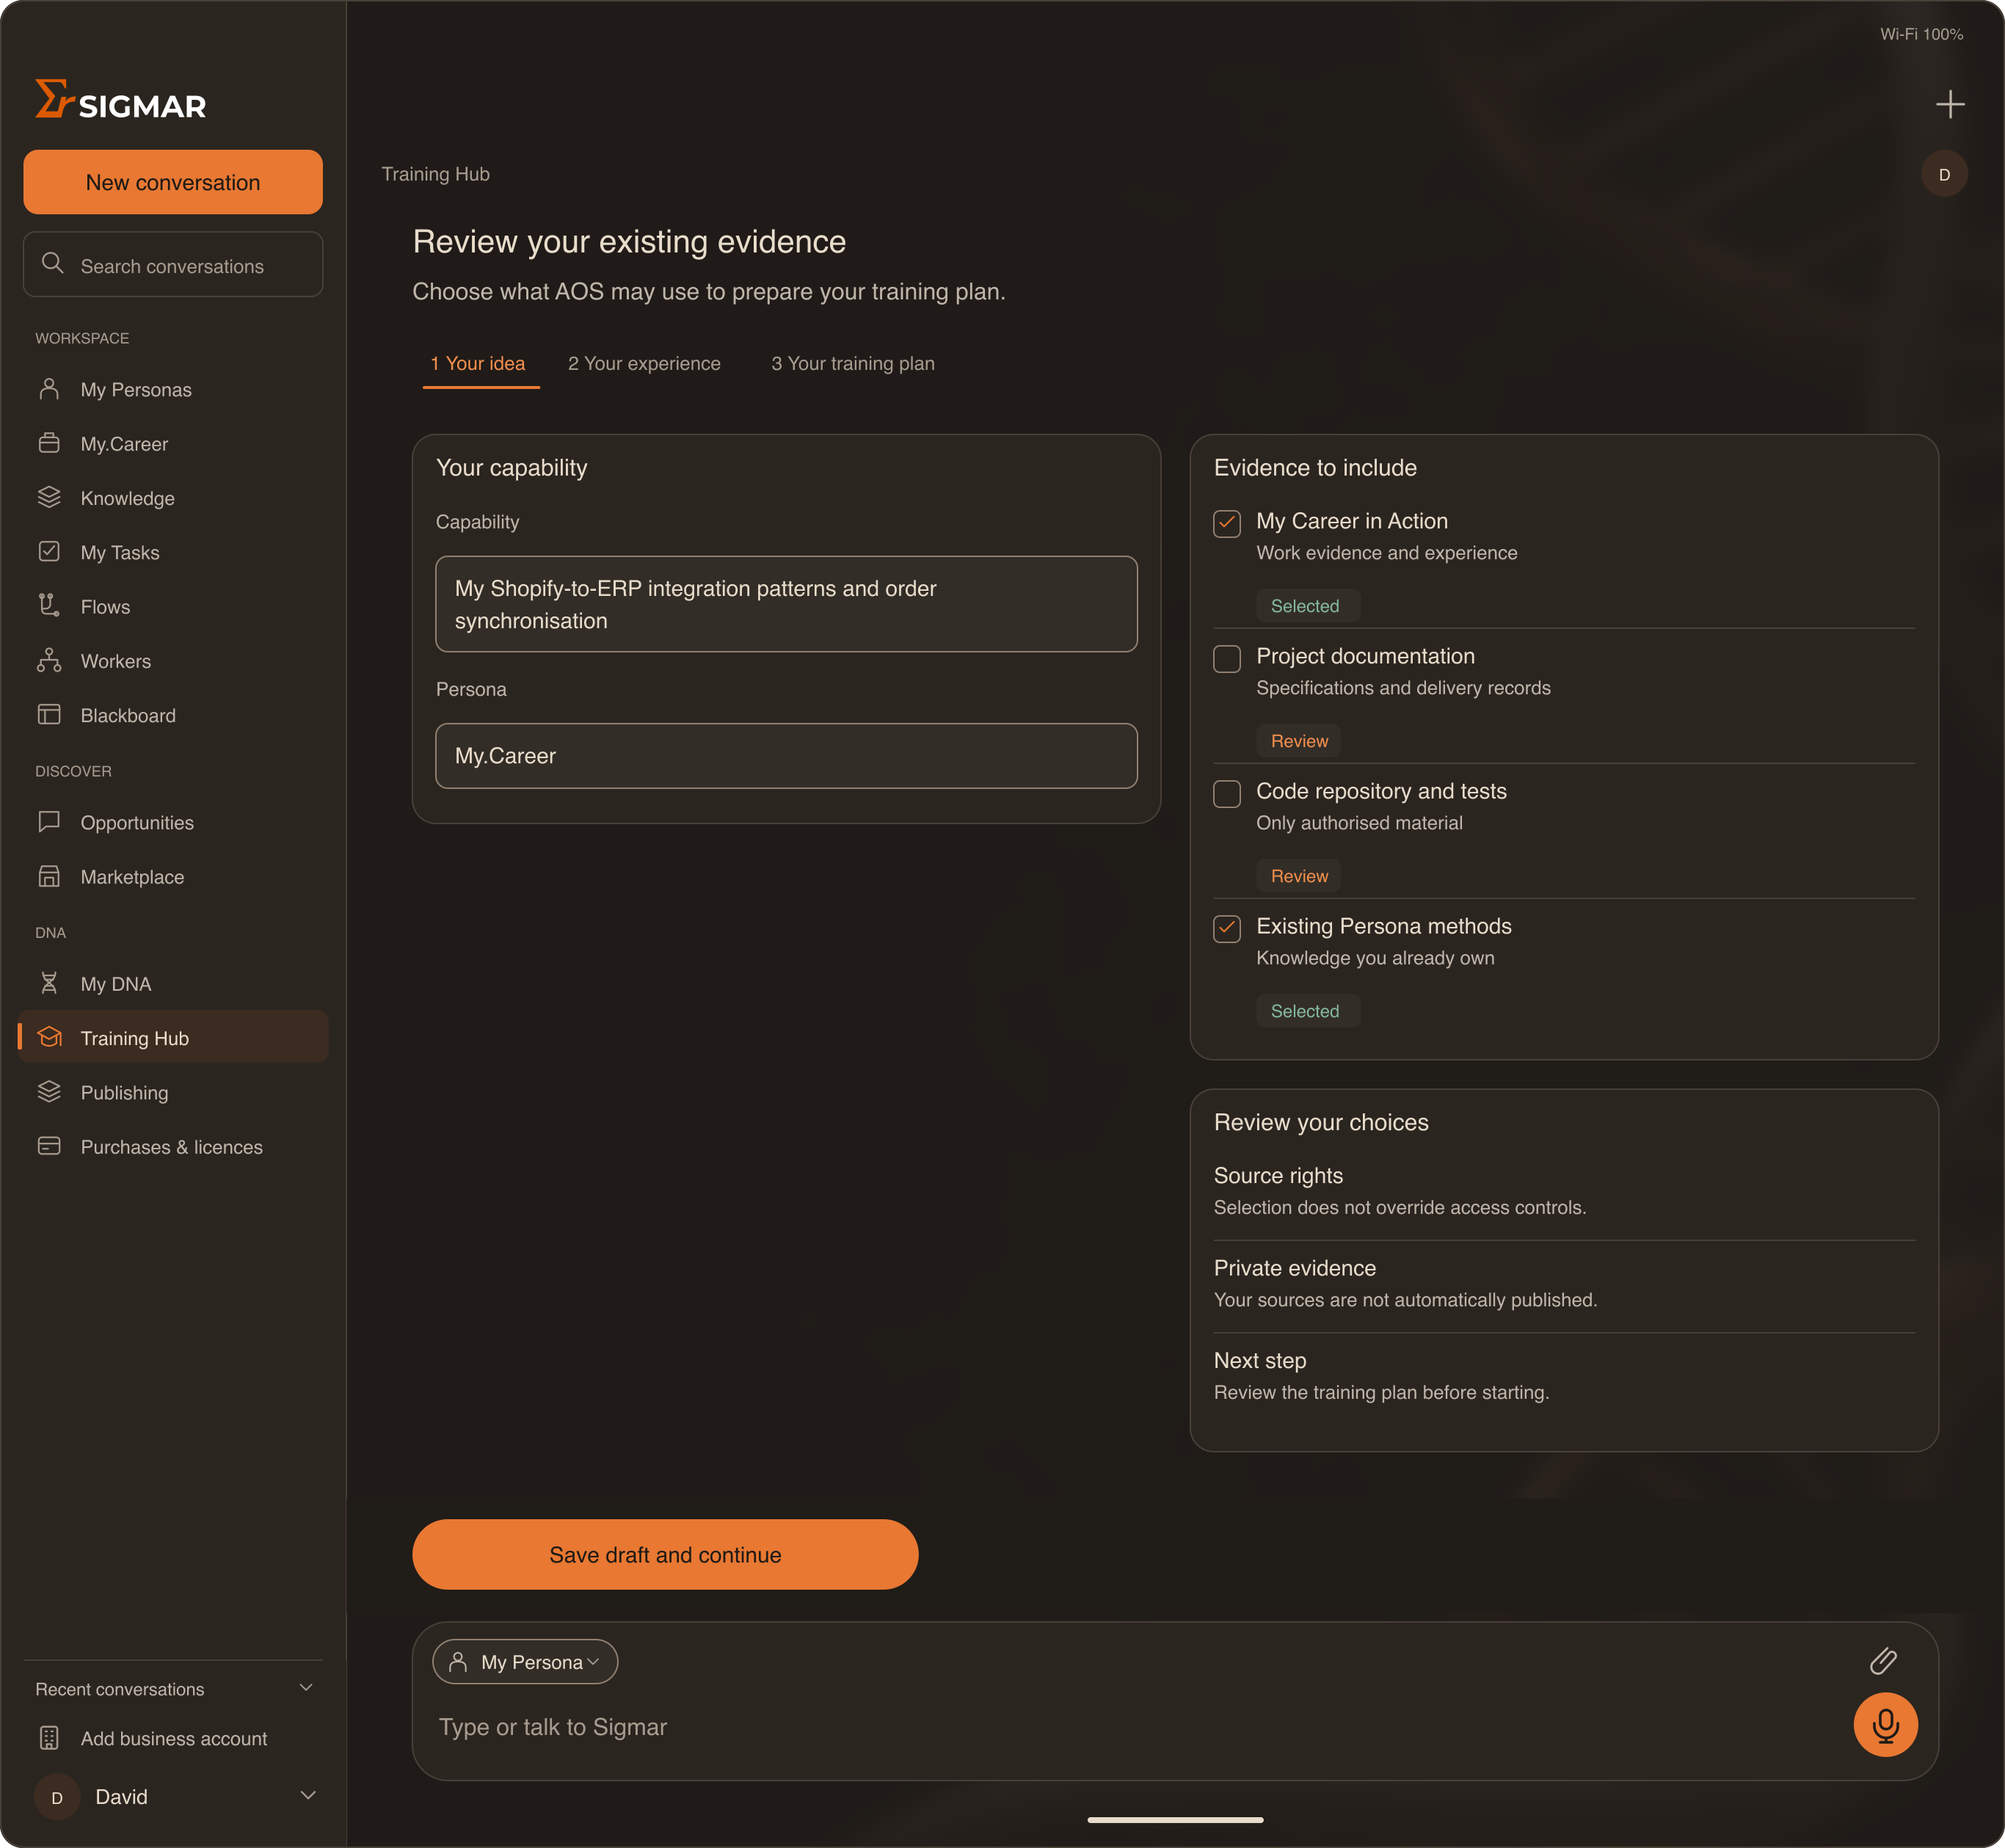 Wi-Fi 100%
Σr SIGMAR
New conversation
Search conversations
WORKSPACE
My Personas
My.Career
Knowledge
My Tasks
Flows
Workers
Blackboard
DISCOVER
Opportunities
Marketplace
DNA
My DNA
Training Hub
Publishing
Purchases & licences
Recent conversations
Add business account
D
David
Training Hub
D
Review your existing evidence
Choose what AOS may use to prepare your training plan.
1 Your idea
2 Your experience
3 Your training plan
Your capability
Capability
My Shopify-to-ERP integration patterns and order
synchronisation
Persona
My.Career
Evidence to include
My Career in Action
Work evidence and experience
Selected
Project documentation
Specifications and delivery records
Review
Code repository and tests
Only authorised material
Review
Existing Persona methods
Knowledge you already own
Selected
Review your choices
Source rights
Selection does not override access controls.
Private evidence
Your sources are not automatically published.
Next step
Review the training plan before starting.
Save draft and continue
My Persona
Type or talk to Sigmar